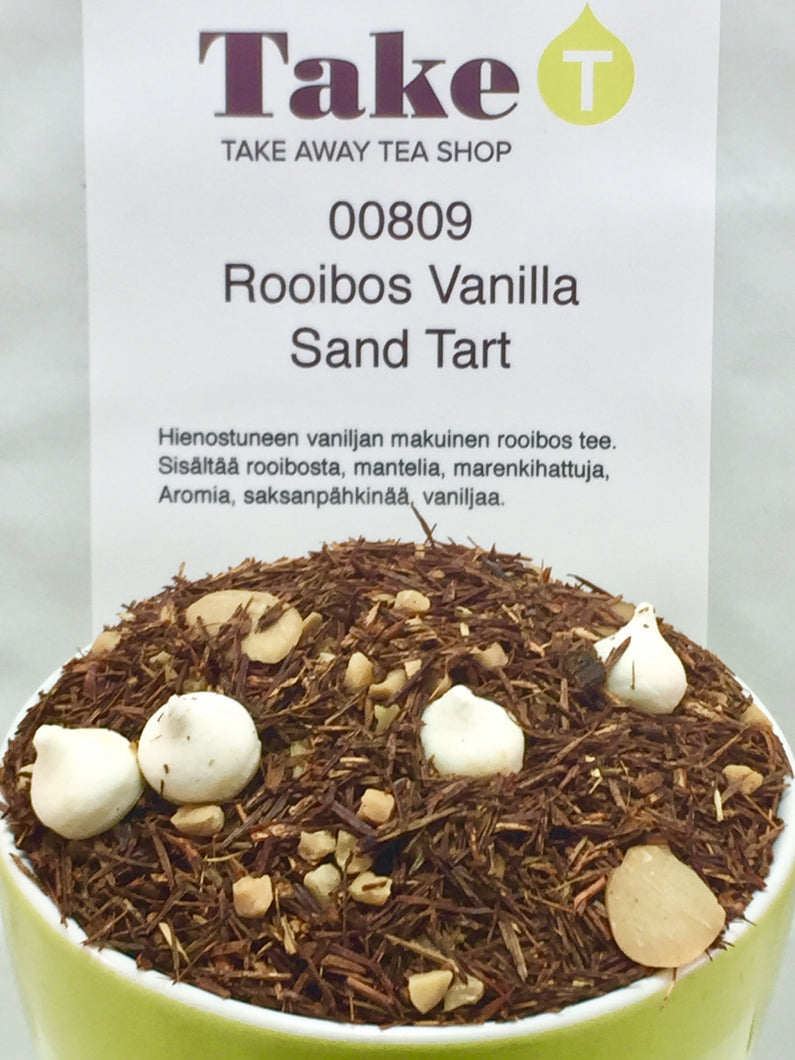 Take T
TAKE AWAY TEA SHOP
00809
Rooibos Vanilla
Sand Tart
Hienostuneen vaniljan makuinen rooibos tee.
Sisältää rooibosta, mantelia, marenkihattuja,
Aromia, saksanpähkinää, vaniljaa.